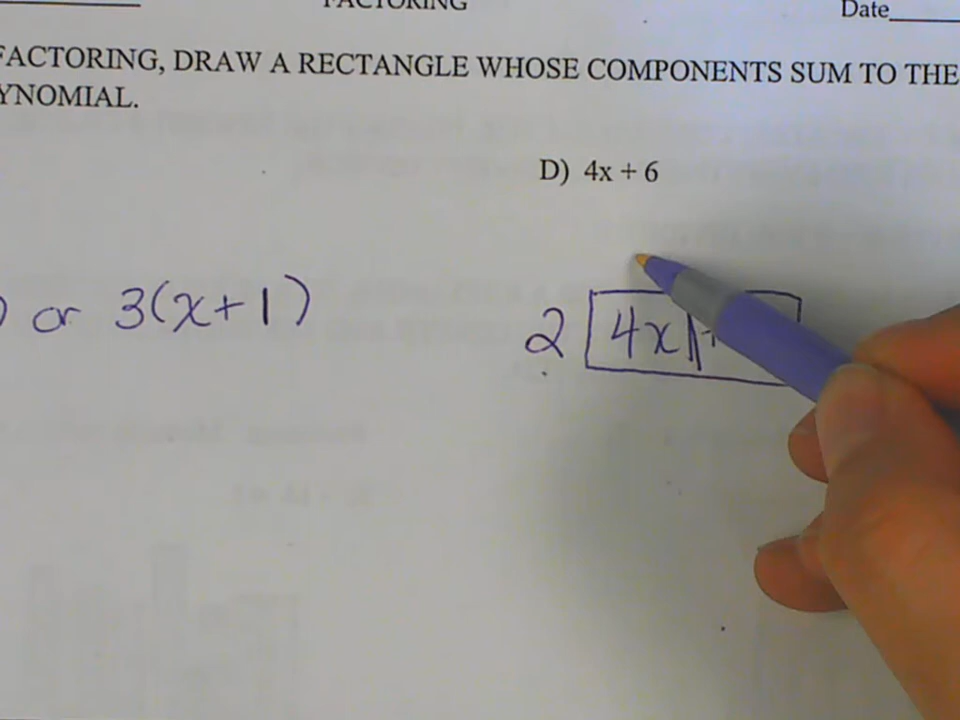 FACTORING
Date
FACTORING, DRAW A RECTANGLE WHOSE COMPONENTS SUM TO THE
YNOMIAL.
D) 4x + 6
) or 3(x+1)
2 4x +